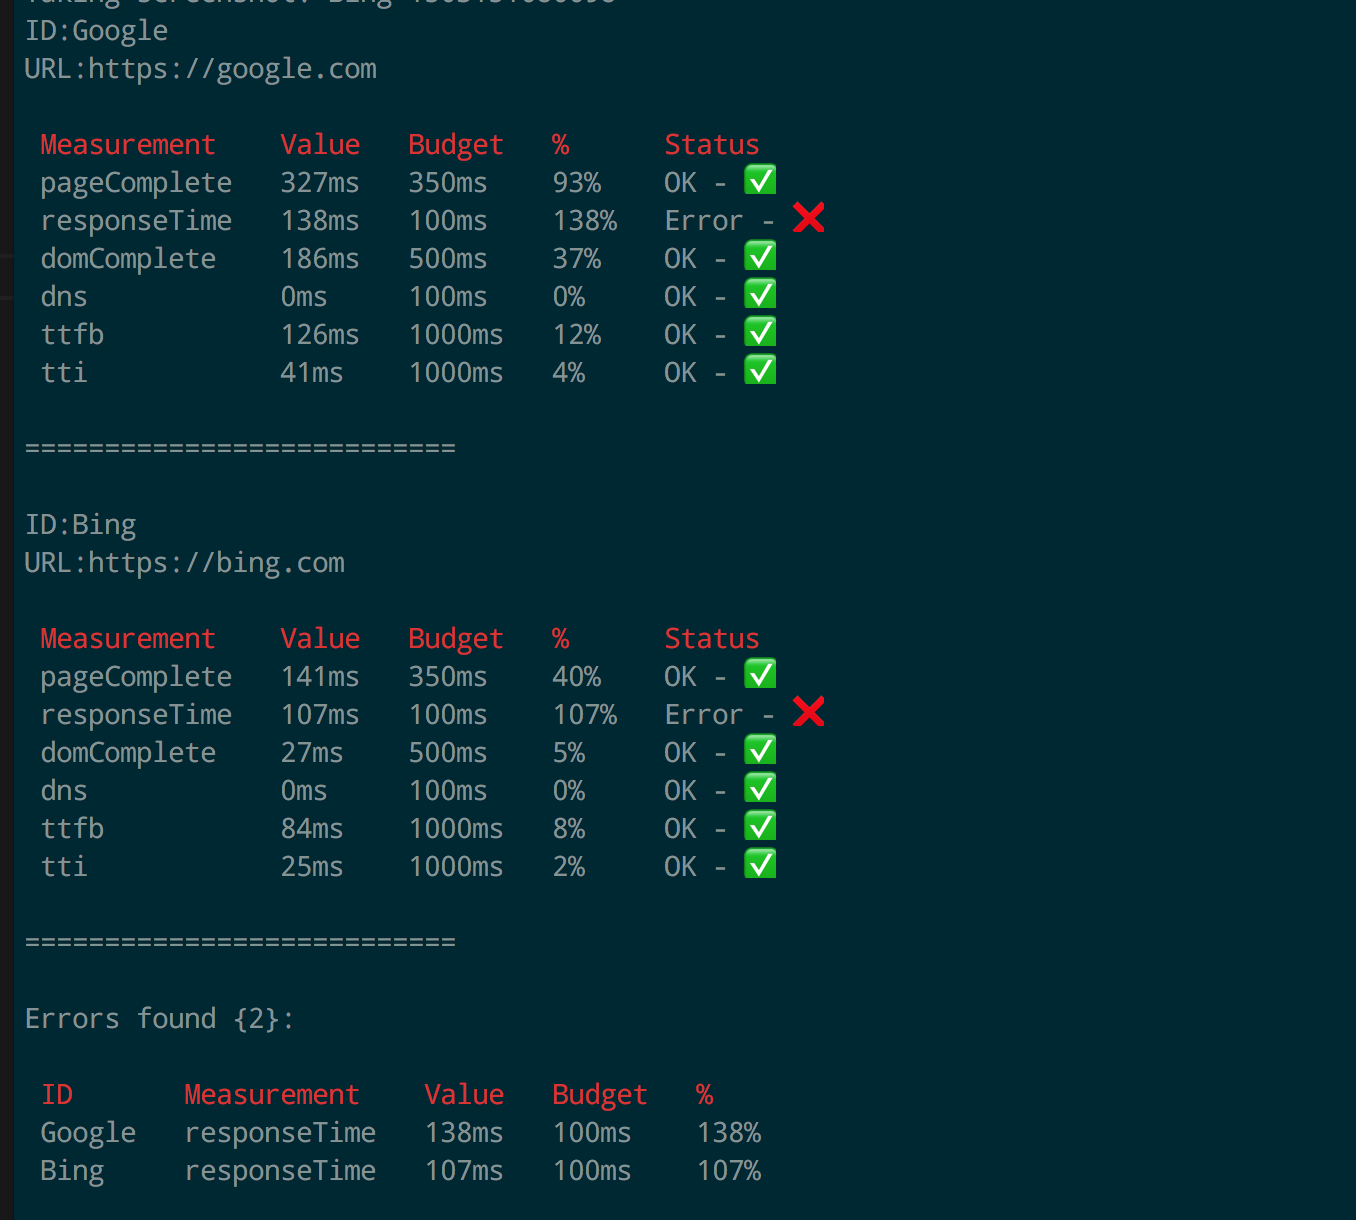 ID:Google
URL:https://google.com
Measurement Value Budget % Status
pageComplete 327ms 350ms 93% OK - ✅
responseTime 138ms 100ms 138% Error - ❌
domComplete 186ms 500ms 37% OK - ✅
dns 0ms 100ms 0% OK - ✅
ttfb 126ms 1000ms 12% OK - ✅
tti 41ms 1000ms 4% OK - ✅
===========================
ID:Bing
URL:https://bing.com
Measurement Value Budget % Status
pageComplete 141ms 350ms 40% OK - ✅
responseTime 107ms 100ms 107% Error - ❌
domComplete 27ms 500ms 5% OK - ✅
dns 0ms 100ms 0% OK - ✅
ttfb 84ms 1000ms 8% OK - ✅
tti 25ms 1000ms 2% OK - ✅
===========================
Errors found {2}:
ID Measurement Value Budget %
Google responseTime 138ms 100ms 138%
Bing responseTime 107ms 100ms 107%